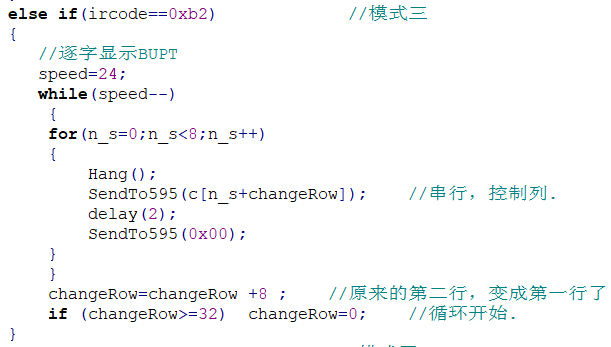 else if(ircode==0xb2) //模式三
{
//逐字显示BUPT
speed=24;
while(speed--)
{
for(n_s=0;n_s<8;n_s++)
{
Hang();
SendTo595(c[n_s+changeRow]); //串行，控制列.
delay(2);
SendTo595(0x00);
}
}
changeRow=changeRow +8 ; //原来的第二行，变成第一行了
if (changeRow>=32) changeRow=0; //循环开始.
}